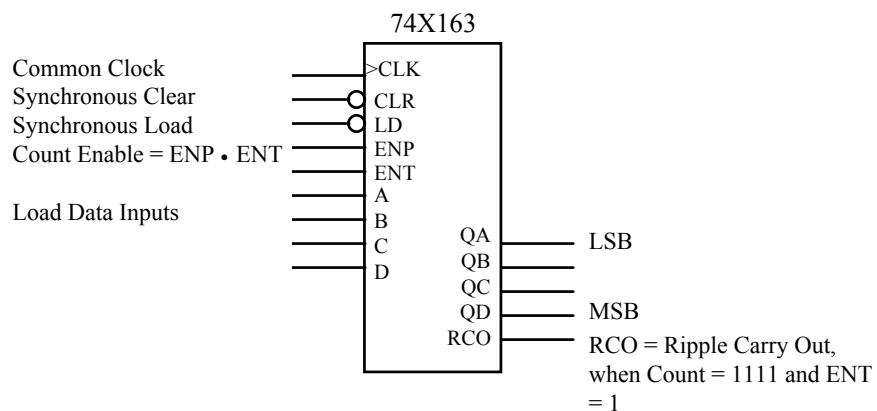 74X163
Common Clock
>CLK
Synchronous Clear
CLR
Synchronous Load
LD
Count Enable = ENP • ENT
ENP
ENT
A
Load Data Inputs
B
C
D
QA
LSB
QB
QC
QD
MSB
RCO
RCO = Ripple Carry Out,
when Count = 1111 and ENT
= 1